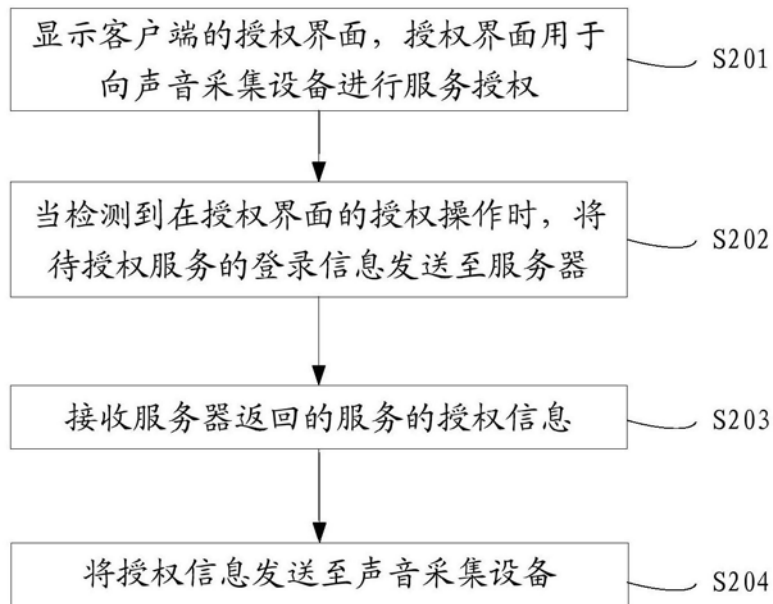 显示客户端的授权界面，授权界面用于
向声音采集设备进行服务授权
S201
当检测到在授权界面的授权操作时，将
待授权服务的登录信息发送至服务器
S202
接收服务器返回的服务的授权信息
S203
将授权信息发送至声音采集设备
S204